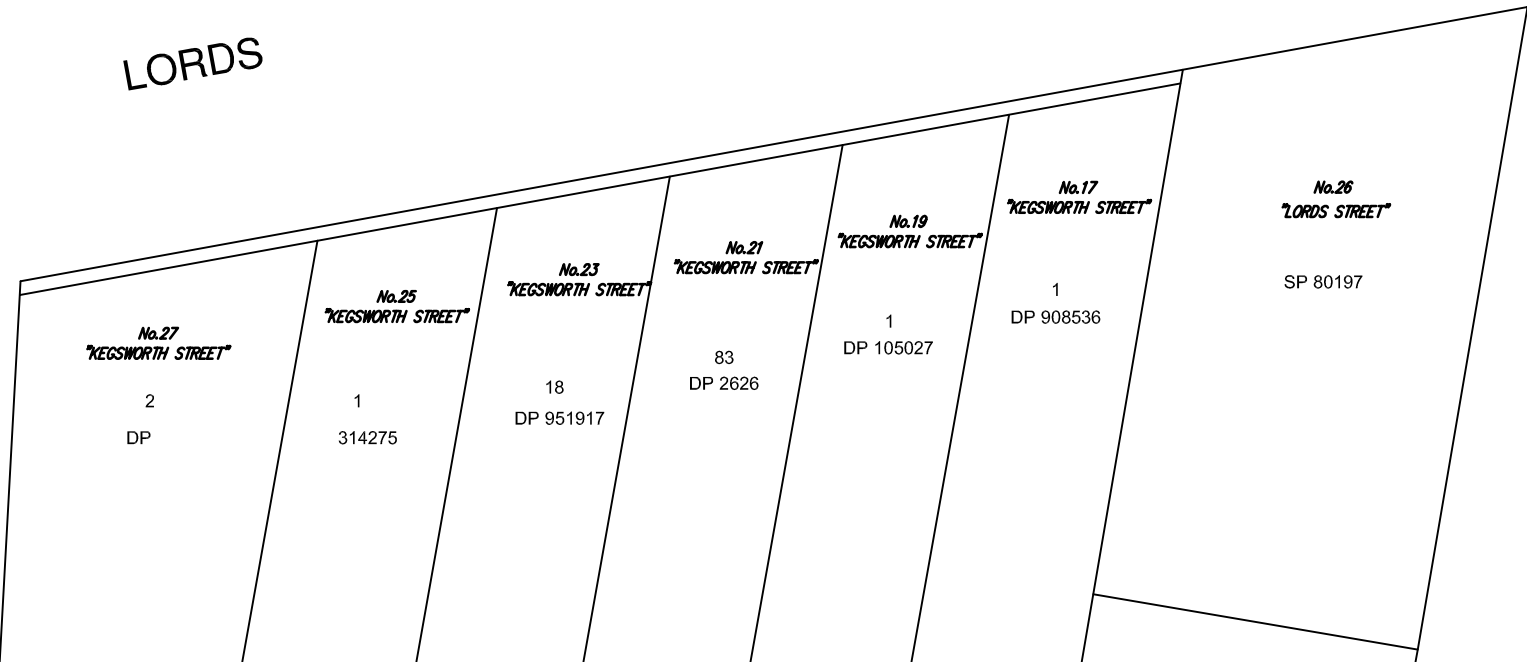 LORDS
No.27
"KEGSWORTH STREET"
2
DP
No.25
"KEGSWORTH STREET"
1
314275
No.23
"KEGSWORTH STREET"
18
DP 951917
No.21
"KEGSWORTH STREET"
83
DP 2626
No.19
"KEGSWORTH STREET"
1
DP 105027
No.17
"KEGSWORTH STREET"
1
DP 908536
No.26
"LORDS STREET"
SP 80197